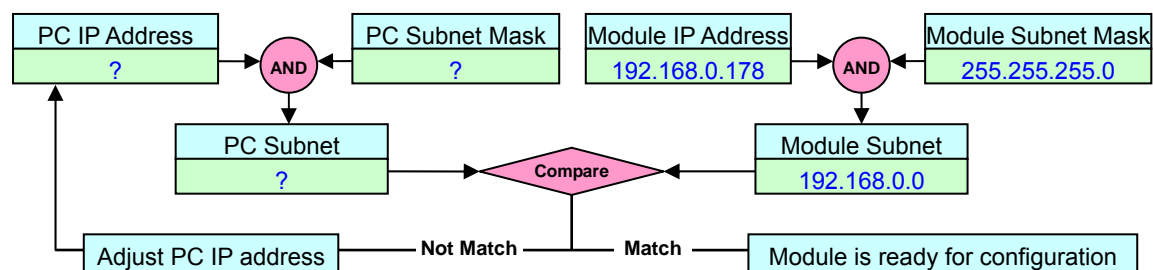 PC IP Address
?
AND
PC Subnet Mask
?
Module IP Address
192.168.0.178
AND
Module Subnet Mask
255.255.255.0
PC Subnet
?
Compare
Module Subnet
192.168.0.0
Adjust PC IP address
Not Match
Match
Module is ready for configuration